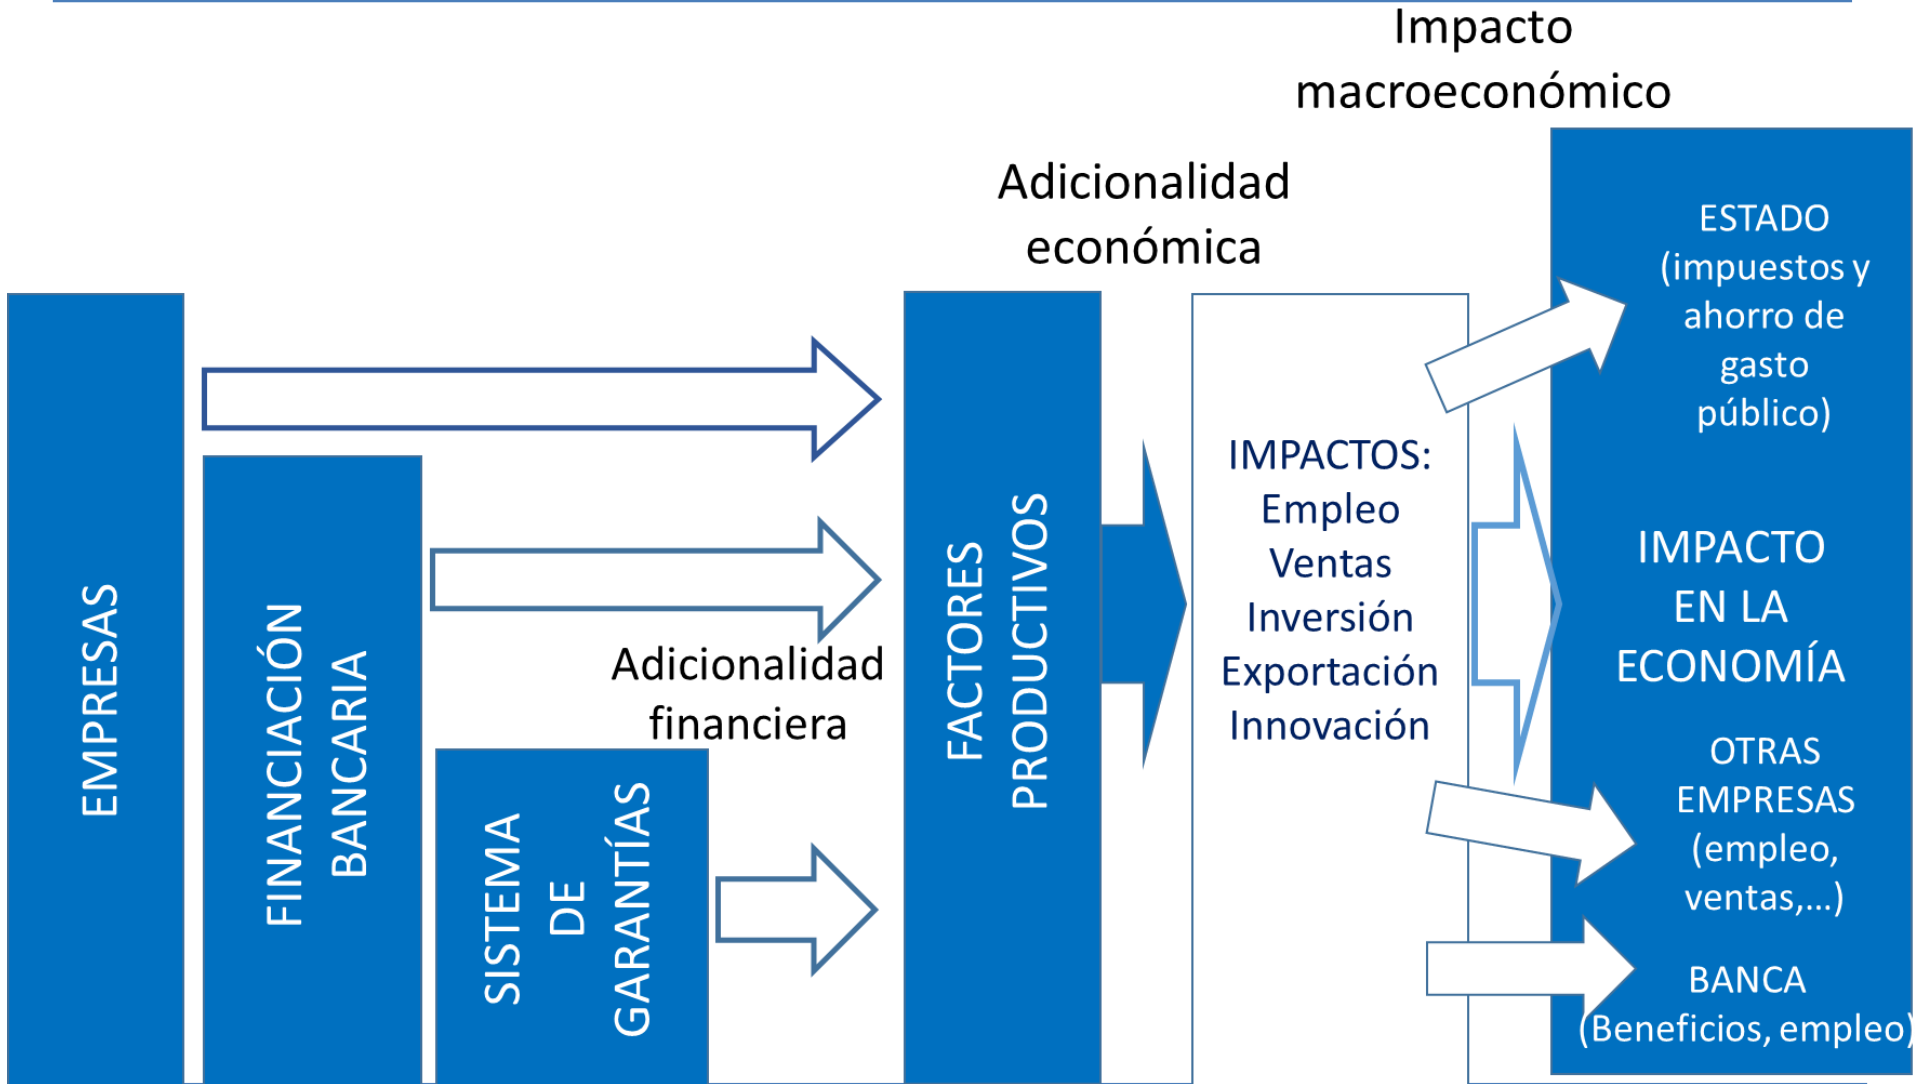 Impacto
macroeconómico
Adicionalidad
económica
EMPRESAS
FINANCIACIÓN
BANCARIA
Adicionalidad
financiera
SISTEMA
DE
GARANTÍAS
FACTORES
PRODUCTIVOS
IMPACTOS:
Empleo
Ventas
Inversión
Exportación
Innovación
ESTADO
(impuestos y
ahorro de
gasto
público)
IMPACTO
EN LA
ECONOMÍA
OTRAS
EMPRESAS
(empleo,
ventas,...)
BANCA
(Beneficios, empleo)